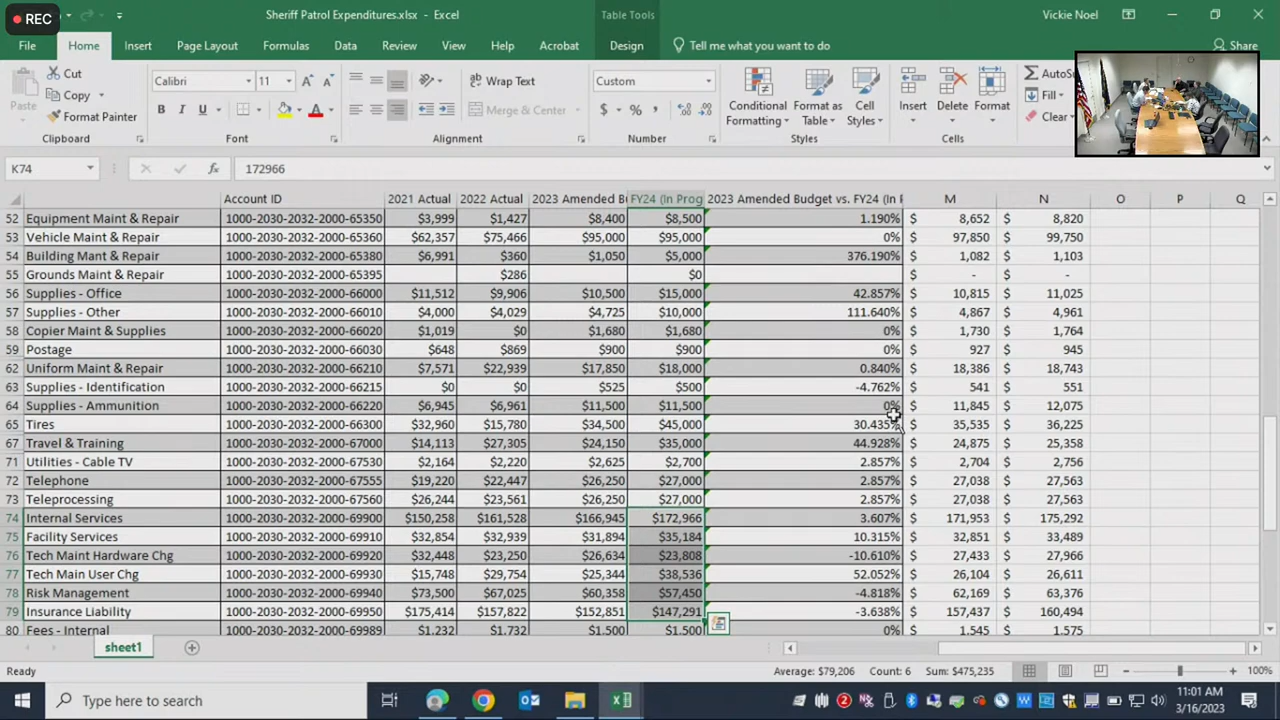 REC
Sheriff Patrol Expenditures.xlsx - Excel
Table Tools
Vickie Noel
File Home Insert Page Layout Formulas Data Review View Help Acrobat Design Tell me what you want to do Share
Paste Cut Calibri 11 Wrap Text Custom Conditional Formatting Format as Table Cell Styles Insert Delete Format
Copy B I U Merge & Center $ % Fill
Format Painter Clear
Clipboard Font Alignment Number Styles Cells
K74 fx 172966
Account ID 2021 Actual 2022 Actual 2023 Amended Bu FY24 (In Prog 2023 Amended Budget vs. FY24 (In P M N O P Q
52 Equipment Maint & Repair 1000-2030-2032-2000-65350 $3,999 $1,427 $8,400 $8,500 1.190% $ 8,652 $ 8,820
53 Vehicle Maint & Repair 1000-2030-2032-2000-65360 $62,357 $75,466 $95,000 $95,000 0% $ 97,850 $ 99,750
54 Building Mant & Repair 1000-2030-2032-2000-65380 $6,991 $360 $1,050 $5,000 376.190% $ 1,082 $ 1,103
55 Grounds Maint & Repair 1000-2030-2032-2000-65395 $286 $0 $ - $ -
56 Supplies - Office 1000-2030-2032-2000-66000 $11,512 $9,906 $10,500 $15,000 42.857% $ 10,815 $ 11,025
57 Supplies - Other 1000-2030-2032-2000-66010 $4,000 $4,029 $4,725 $10,000 111.640% $ 4,867 $ 4,961
58 Copier Maint & Supplies 1000-2030-2032-2000-66020 $1,019 $0 $1,680 $1,680 0% $ 1,730 $ 1,764
59 Postage 1000-2030-2032-2000-66030 $648 $869 $900 $900 0% $ 927 $ 945
62 Uniform Maint & Repair 1000-2030-2032-2000-66210 $7,571 $22,939 $17,850 $18,000 0.840% $ 18,386 $ 18,743
63 Supplies - Identification 1000-2030-2032-2000-66215 $0 $0 $525 $500 -4.762% $ 541 $ 551
64 Supplies - Ammunition 1000-2030-2032-2000-66220 $6,945 $6,961 $11,500 $11,500 0% $ 11,845 $ 12,075
65 Tires 1000-2030-2032-2000-66300 $32,960 $15,780 $34,500 $45,000 30.435% $ 35,535 $ 36,225
67 Travel & Training 1000-2030-2032-2000-67000 $14,113 $27,305 $24,150 $35,000 44.928% $ 24,875 $ 25,358
71 Utilities - Cable TV 1000-2030-2032-2000-67530 $2,164 $2,220 $2,625 $2,700 2.857% $ 2,704 $ 2,756
72 Telephone 1000-2030-2032-2000-67555 $19,220 $22,447 $26,250 $27,000 2.857% $ 27,038 $ 27,563
73 Teleprocessing 1000-2030-2032-2000-67560 $26,244 $23,561 $26,250 $27,000 2.857% $ 27,038 $ 27,563
74 Internal Services 1000-2030-2032-2000-69900 $150,258 $161,528 $166,945 $172,966 3.607% $ 171,953 $ 175,292
75 Facility Services 1000-2030-2032-2000-69910 $32,854 $32,939 $31,894 $35,184 10.315% $ 32,851 $ 33,489
76 Tech Maint Hardware Chg 1000-2030-2032-2000-69920 $32,448 $23,250 $26,634 $23,808 -10.610% $ 27,433 $ 27,966
77 Tech Main User Chg 1000-2030-2032-2000-69930 $15,748 $29,754 $25,344 $38,536 52.052% $ 26,104 $ 26,611
78 Risk Management 1000-2030-2032-2000-69940 $73,500 $67,025 $60,358 $57,450 -4.818% $ 62,169 $ 63,376
79 Insurance Liability 1000-2030-2032-2000-69950 $175,414 $157,822 $152,851 $147,291 -3.638% $ 157,437 $ 160,494
80 Fees - Internal 1000-2030-2032-2000-69989 $1,232 $1,732 $1,500 $1,500 0% $ 1,545 $ 1,575
sheet1
Ready Average: $79,206 Count: 6 Sum: $475,235 100%
Type here to search
11:01 AM
3/16/2023